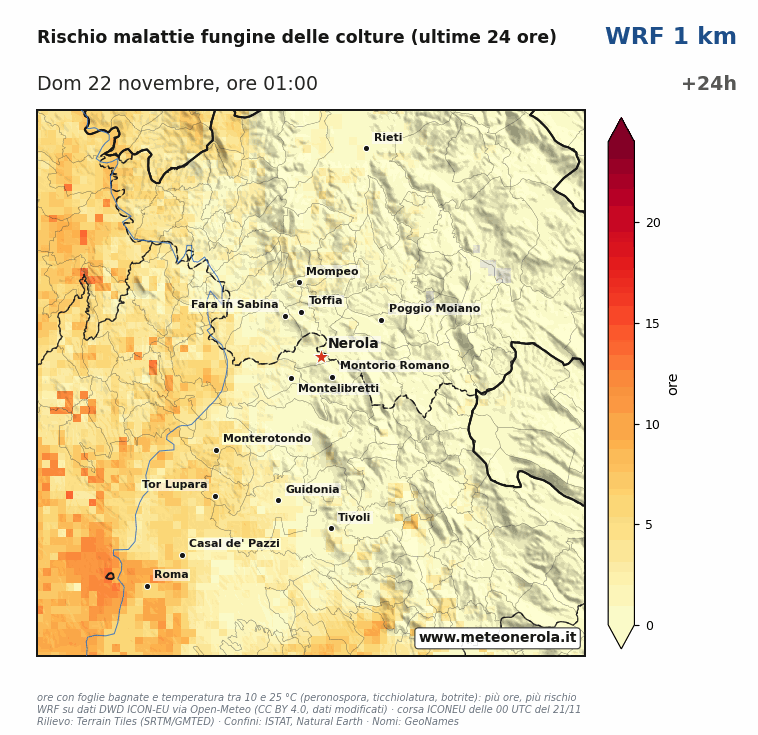 Rischio malattie fungine delle colture (ultime 24 ore)
WRF 1 km
Dom 22 novembre, ore 01:00
+24h
Rieti
Mompeo
Fara in Sabina
Toffia
Poggio Moiano
Nerola
Montorio Romano
Montelibretti
Monterotondo
Tor Lupara
Guidonia
Tivoli
Casal de' Pazzi
Roma
www.meteonerola.it
20
15
10
5
0
ore
ore con foglie bagnate e temperatura tra 10 e 25 °C (peronospora, ticchiolatura, botrite): più ore, più rischio
WRF su dati DWD ICON-EU via Open-Meteo (CC BY 4.0, dati modificati) · corsa ICONEU delle 00 UTC del 21/11
Rilievo: Terrain Tiles (SRTM/GMTED) · Confini: ISTAT, Natural Earth · Nomi: GeoNames